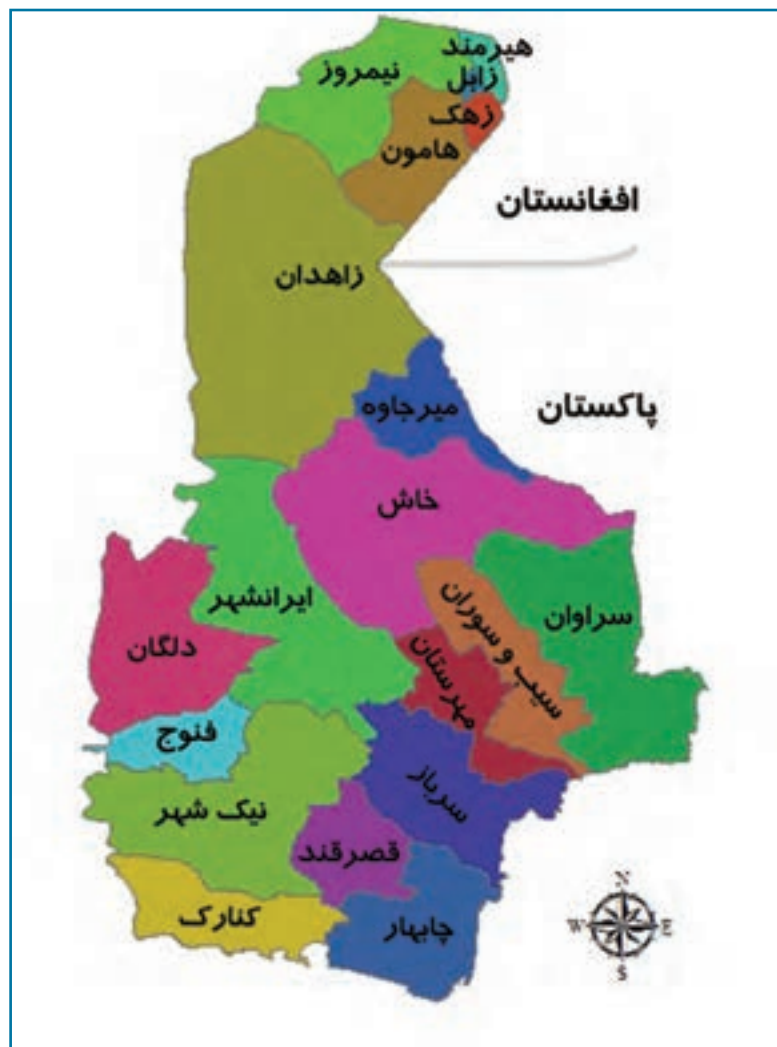 هیرمند
نیمروز
زابل
زهک
هامون
افغانستان
زاهدان
پاکستان
میرجاوه
خاش
ایرانشهر
سراوان
سیب و سوران
دلگان
مهرستان
فنوج
سرباز
نیک شهر
قصرقند
کنارک
چابهار
N
W E
S